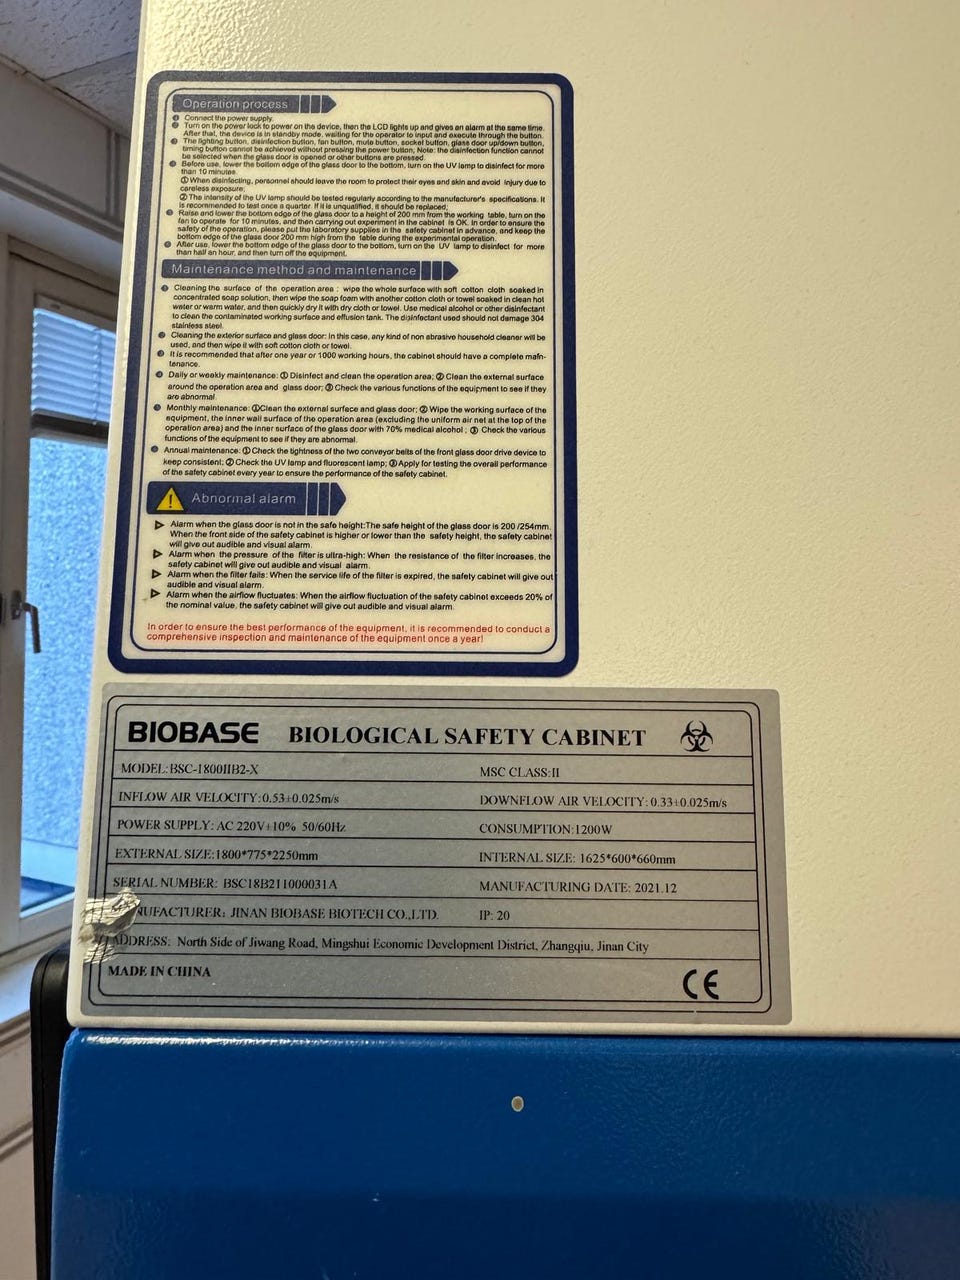 Operation process
❶ Connect the power supply.
❷ Turn on the power lock to power on the device, then the LCD lights up and gives an alarm at the same time.
After that, the device is in standby mode, waiting for the operator to input and execute through the button.
❸ The lighting button, disinfection button, fan button, mute button, socket button, glass door up/down button,
timing button cannot be achieved without pressing the power button, Note: the disinfection function cannot
be selected when the glass door is opened or other buttons are pressed.
❹ Before use, lower the bottom edge of the glass door to the bottom, turn on the UV lamp to disinfect for more
than 10 minutes.
①When disinfecting, personnel should leave the room to protect their eyes and skin and avoid injury due to
careless exposure;
②The intensity of the UV lamp should be tested regularly according to the manufacturer's specifications. It
is recommended to test once a quarter. If it is unqualified, it should be replaced;
❺ Raise and lower the bottom edge of the glass door to a height of 200 mm from the working table, turn on the
fan to operate for 10 minutes, and then carrying out experiment in the cabinet is OK. In order to ensure the
safety of the operation, please put the laboratory supplies in the safety cabinet in advance, and keep the
bottom edge of the glass door 200 mm high from the table during the experimental operation.
❻ After use, lower the bottom edge of the glass door to the bottom, turn on the UV lamp to disinfect for more
than half an hour, and then turn off the equipment.
Maintenance method and maintenance
❶ Cleaning the surface of the operation area : wipe the whole surface with soft cotton cloth soaked in
concentrated soap solution, then wipe the soap foam with another cotton cloth or towel soaked in clean hot
water or warm water, and then quickly dry it with dry cloth or towel. Use medical alcohol or other disinfectant
to clean the contaminated working surface and effusion tank. The disinfectant used should not damage 304
stainless steel.
❷ Cleaning the exterior surface and glass door: In this case, any kind of non abrasive household cleaner will be
used, and then wipe it with soft cotton cloth or towel.
❸ It is recommended that after one year or 1000 working hours, the cabinet should have a complete main-
tenance.
❹ Daily or weekly maintenance: ① Disinfect and clean the operation area; ② Clean the external surface
around the operation area and glass door; ③ Check the various functions of the equipment to see if they
are abnormal
❺ Monthly maintenance: ①Clean the external surface and glass door; ② Wipe the working surface of the
equipment, the inner wall surface of the operation area (excluding the uniform air net at the top of the
operation area) and the inner surface of the glass door with 70% medical alcohol ; ③ Check the various
functions of the equipment to see if they are abnormal.
❻ Annual maintenance: ①Check the tightness of the two conveyor belts of the front glass door drive device to
keep consistent; ②Check the UV lamp and fluorescent lamp; ③Apply for testing the overall performance
of the safety cabinet every year to ensure the performance of the safety cabinet.
Abnormal alarm
Alarm when the glass door is not in the safe height:The safe height of the glass door is 200 /254mm.
When the front side of the safety cabinet is higher or lower than the safety height, the safety cabinet
will give out audible and visual alarm.
Alarm when the pressure of the filter is ultra-high: When the resistance of the filter increases, the
safety cabinet will give out audible and visual alarm.
Alarm when the filter fails: When the service life of the filter is expired, the safety cabinet will give out
audible and visual alarm.
Alarm when the airflow fluctuates: When the airflow fluctuation of the safety cabinet exceeds 20% of
the nominal value, the safety cabinet will give out audible and visual alarm.
In order to ensure the best performance of the equipment, it is recommended to conduct a
comprehensive inspection and maintenance of the equipment once a year!
BIOBASE BIOLOGICAL SAFETY CABINET
MODEL: BSC-1800IIB2-X MSC CLASS:II
INFLOW AIR VELOCITY:0.53±0.025m/s DOWNFLOW AIR VELOCITY: 0.33±0.025m/s
POWER SUPPLY: AC 220V±10% 50/60Hz CONSUMPTION:1200W
EXTERNAL SIZE:1800*775*2250mm INTERNAL SIZE: 1625*600*660mm
SERIAL NUMBER: BSC18B211000031A MANUFACTURING DATE: 2021.12
NUFACTURER: JINAN BIOBASE BIOTECH CO.,LTD. IP: 20
ADDRESS: North Side of Jiwang Road, Mingshui Economic Development District, Zhangqiu, Jinan City
MADE IN CHINA CE